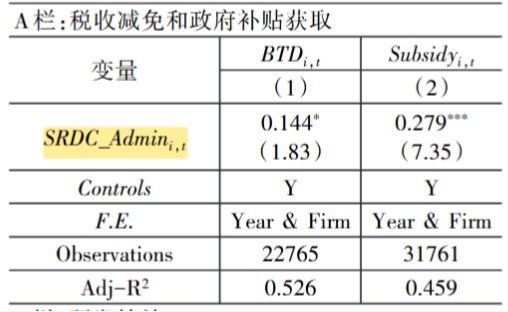 A栏:税收减免和政府补贴获取
变量 BTDi,t Subsidyi,t
(1) (2)
SRDC_Admini,t 0.144* 0.279***
(1.83) (7.35)
Controls Y Y
F.E. Year & Firm Year & Firm
Observations 22765 31761
Adj-R² 0.526 0.459